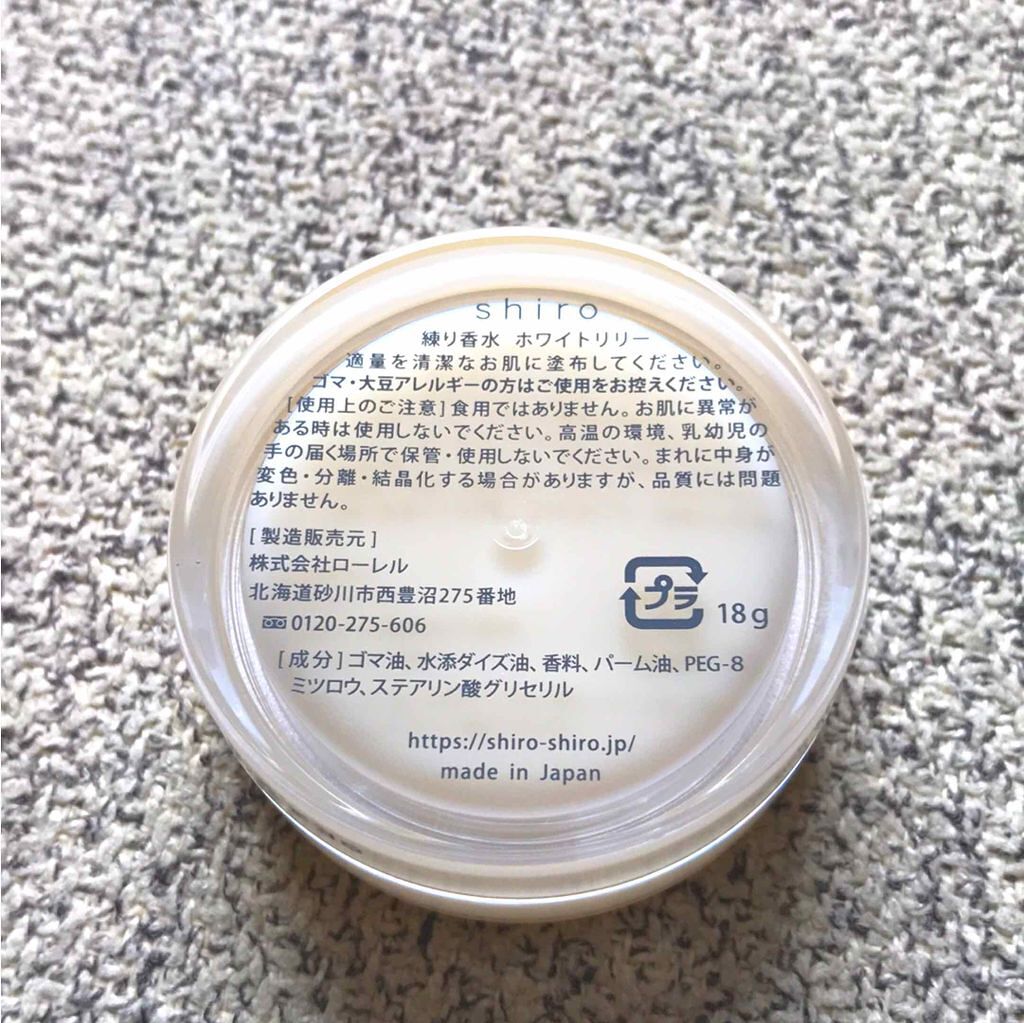 shiro
練り香水 ホワイトリリー
適量を清潔なお肌に塗布してください。
ゴマ・大豆アレルギーの方はご使用をお控えください。
[使用上のご注意]食用ではありません。お肌に異常が
ある時は使用しないでください。高温の環境、乳幼児の
手の届く場所で保管・使用しないでください。まれに中身が
変色・分離・結晶化する場合がありますが、品質には問題
ありません。
[製造販売元]
株式会社ローレル
北海道砂川市西豊沼275番地
0120-275-606
プラ 18g
[成分]ゴマ油、水添ダイズ油、香料、パーム油、PEG-8
ミツロウ、ステアリン酸グリセリル
https://shiro-shiro.jp/
made in Japan